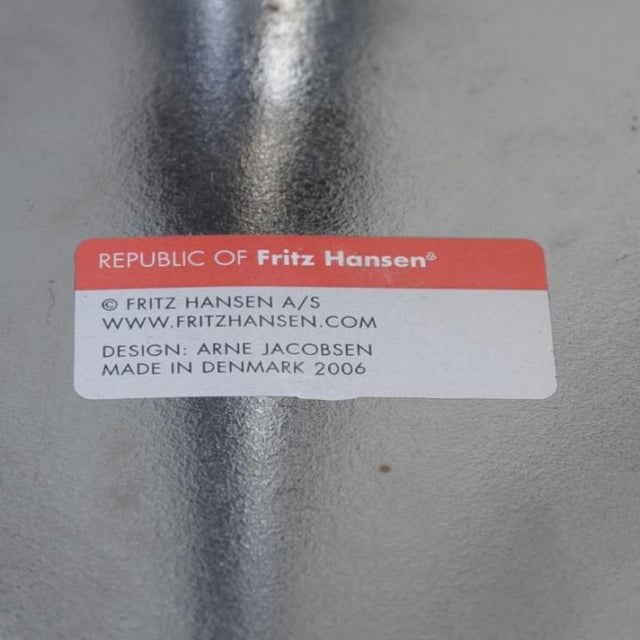 REPUBLIC OF Fritz Hansen®
© FRITZ HANSEN A/S
WWW.FRITZHANSEN.COM
DESIGN: ARNE JACOBSEN
MADE IN DENMARK 2006